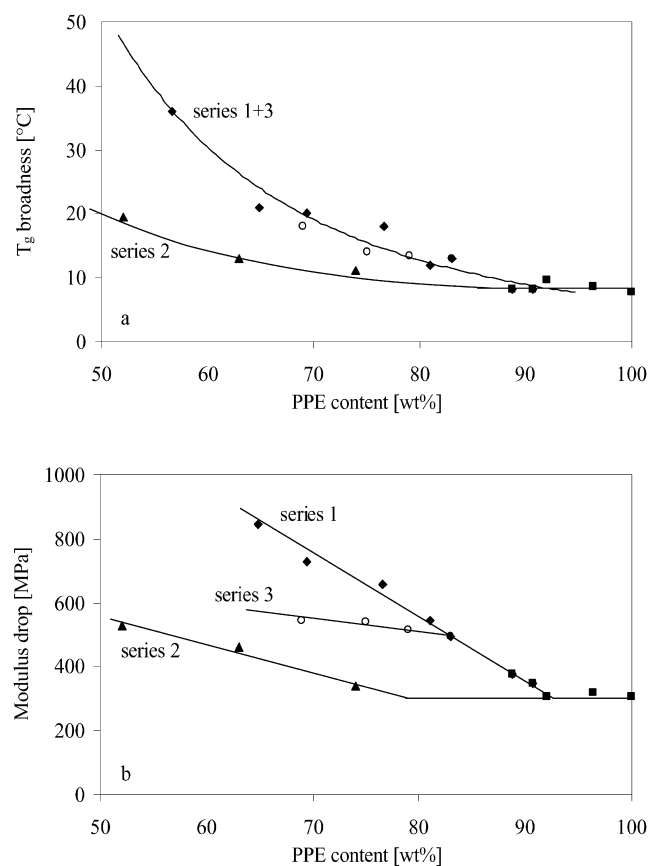 50
40
30
20
10
0
T_g broadness [°C]
series 1+3
series 2
a
50 60 70 80 90 100
PPE content [wt%]
1000
800
600
400
200
0
Modulus drop [MPa]
series 1
series 3
series 2
b
50 60 70 80 90 100
PPE content [wt%]